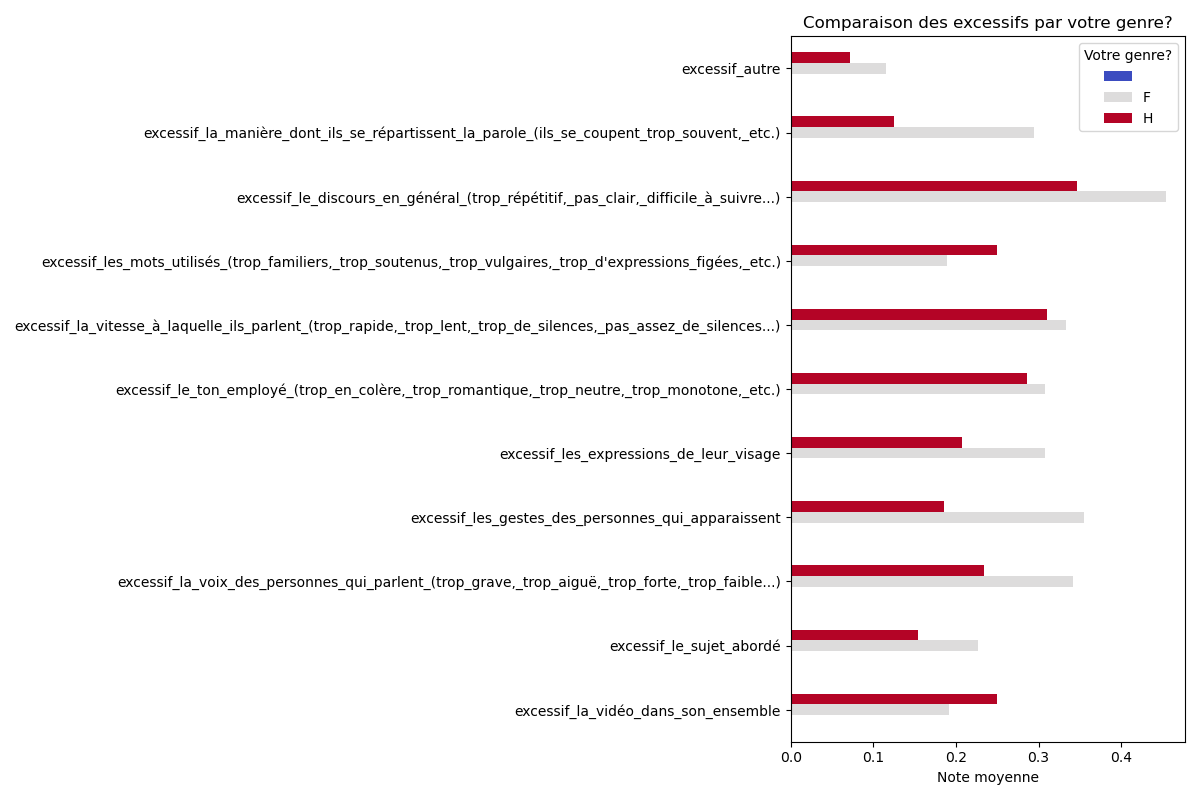 Comparaison des excessifs par votre genre?
Votre genre?
F
H
excessif_autre
excessif_la_manière_dont_ils_se_répartissent_la_parole_(ils_se_coupent_trop_souvent,_etc.)
excessif_le_discours_en_général_(trop_répétitif,_pas_clair,_difficile_à_suivre...)
excessif_les_mots_utilisés_(trop_familiers,_trop_soutenus,_trop_vulgaires,_trop_d'expressions_figées,_etc.)
excessif_la_vitesse_à_laquelle_ils_parlent_(trop_rapide,_trop_lent,_trop_de_silences,_pas_assez_de_silences...)
excessif_le_ton_employé_(trop_en_colère,_trop_romantique,_trop_neutre,_trop_monotone,_etc.)
excessif_les_expressions_de_leur_visage
excessif_les_gestes_des_personnes_qui_apparaissent
excessif_la_voix_des_personnes_qui_parlent_(trop_grave,_trop_aiguë,_trop_forte,_trop_faible...)
excessif_le_sujet_abordé
excessif_la_vidéo_dans_son_ensemble
0.0 0.1 0.2 0.3 0.4
Note moyenne